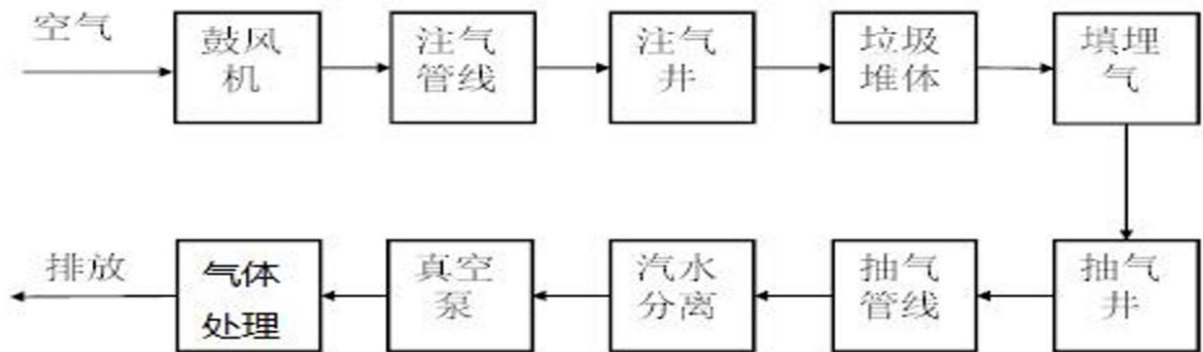 空气
鼓风
机
注气
管线
注气
井
垃圾
堆体
填埋
气
抽气
井
抽气
管线
汽水
分离
真空
泵
气体
处理
排放